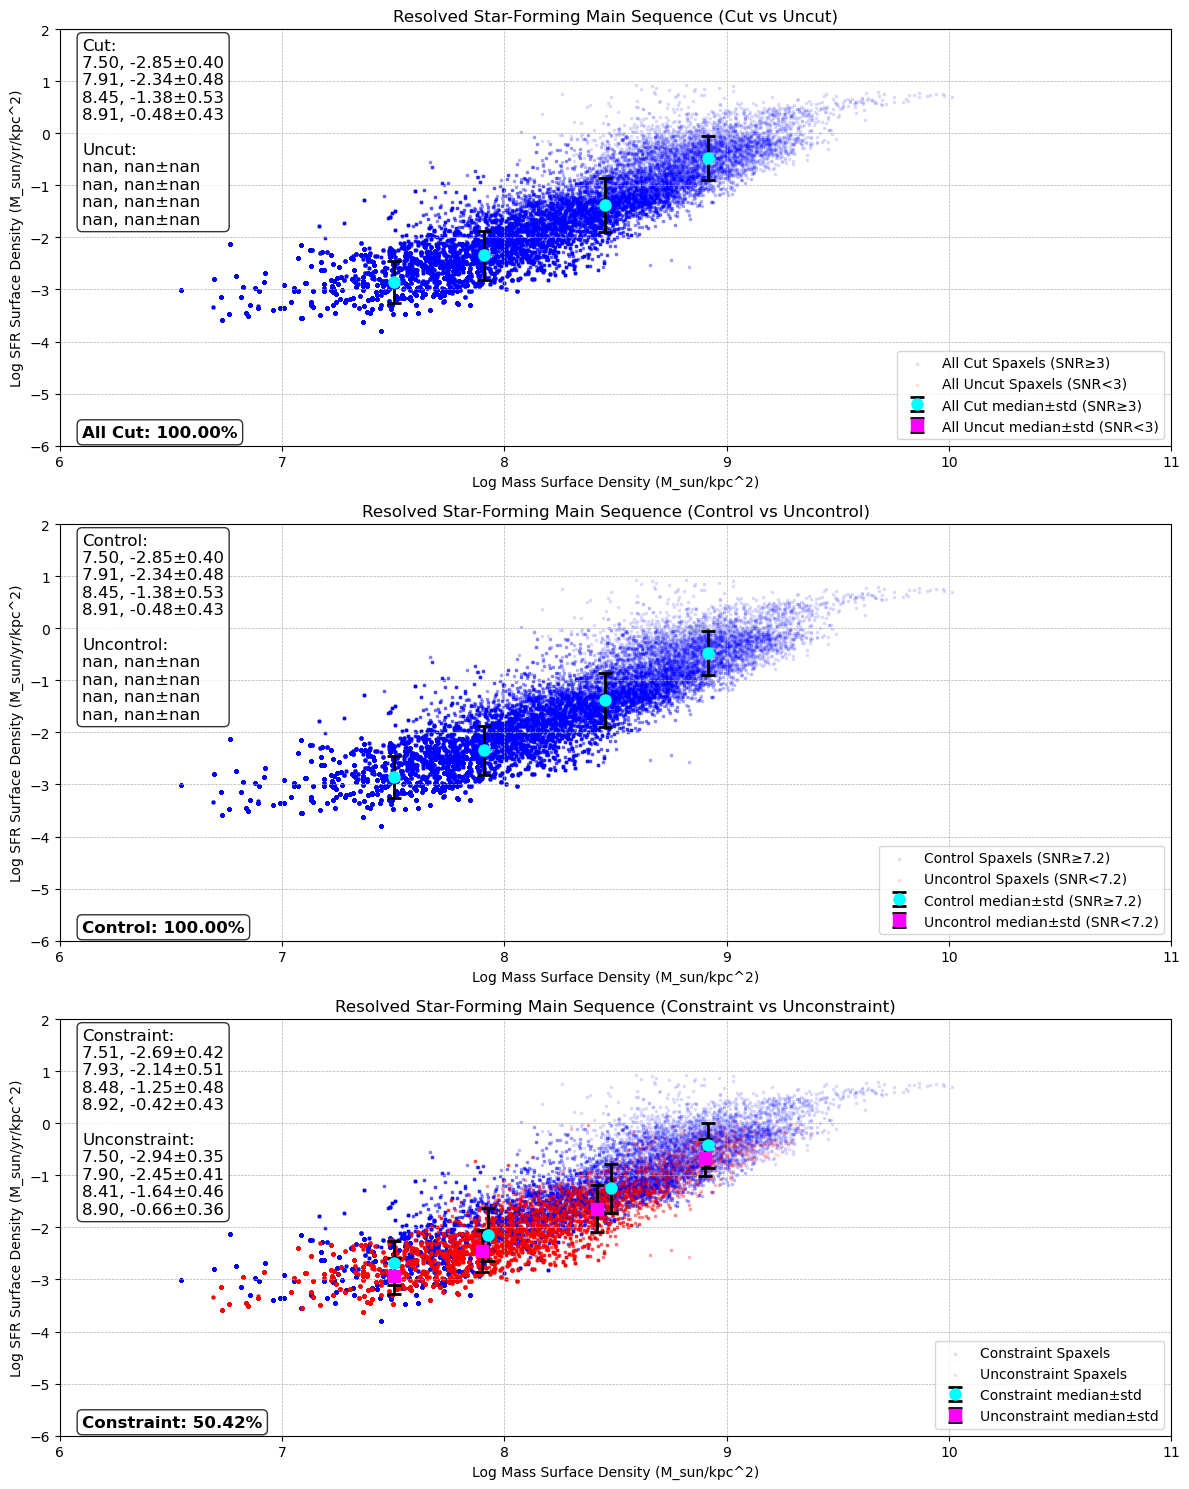 Resolved Star-Forming Main Sequence (Cut vs Uncut)
Log SFR Surface Density (M_sun/yr/kpc^2)
2
1
0
−1
−2
−3
−4
−5
−6
Cut:
7.50, -2.85±0.40
7.91, -2.34±0.48
8.45, -1.38±0.53
8.91, -0.48±0.43
Uncut:
nan, nan±nan
nan, nan±nan
nan, nan±nan
nan, nan±nan
All Cut: 100.00%
All Cut Spaxels (SNR≥3)
All Uncut Spaxels (SNR<3)
All Cut median±std (SNR≥3)
All Uncut median±std (SNR<3)
6 7 8 9 10 11
Log Mass Surface Density (M_sun/kpc^2)
Resolved Star-Forming Main Sequence (Control vs Uncontrol)
Log SFR Surface Density (M_sun/yr/kpc^2)
2
1
0
−1
−2
−3
−4
−5
−6
Control:
7.50, -2.85±0.40
7.91, -2.34±0.48
8.45, -1.38±0.53
8.91, -0.48±0.43
Uncontrol:
nan, nan±nan
nan, nan±nan
nan, nan±nan
nan, nan±nan
Control: 100.00%
Control Spaxels (SNR≥7.2)
Uncontrol Spaxels (SNR<7.2)
Control median±std (SNR≥7.2)
Uncontrol median±std (SNR<7.2)
6 7 8 9 10 11
Log Mass Surface Density (M_sun/kpc^2)
Resolved Star-Forming Main Sequence (Constraint vs Unconstraint)
Log SFR Surface Density (M_sun/yr/kpc^2)
2
1
0
−1
−2
−3
−4
−5
−6
Constraint:
7.51, -2.69±0.42
7.93, -2.14±0.51
8.48, -1.25±0.48
8.92, -0.42±0.43
Unconstraint:
7.50, -2.94±0.35
7.90, -2.45±0.41
8.41, -1.64±0.46
8.90, -0.66±0.36
Constraint: 50.42%
Constraint Spaxels
Unconstraint Spaxels
Constraint median±std
Unconstraint median±std
6 7 8 9 10 11
Log Mass Surface Density (M_sun/kpc^2)